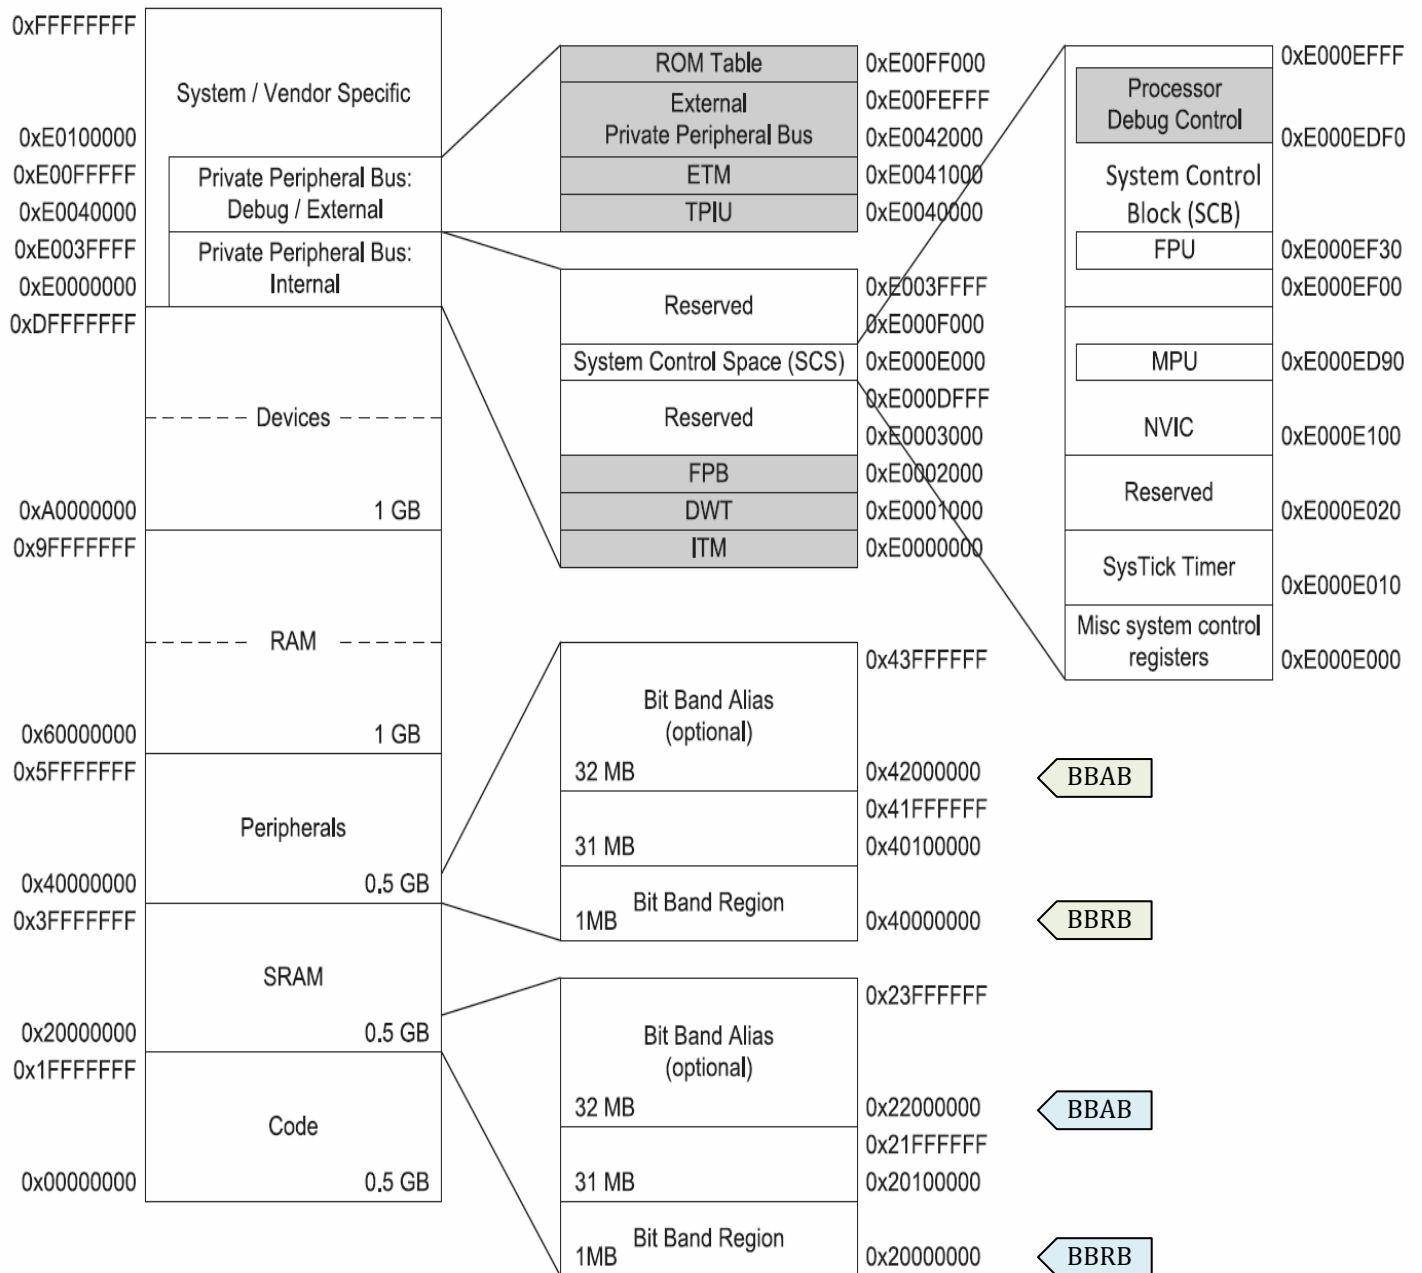 0xFFFFFFFF
System / Vendor Specific
0xE0100000
0xE00FFFFF
Private Peripheral Bus:
Debug / External
0xE0040000
0xE003FFFF
Private Peripheral Bus:
Internal
0xE0000000
0xDFFFFFFF
Devices
0xA0000000
1 GB
0x9FFFFFFF
RAM
0x60000000
1 GB
0x5FFFFFFF
Peripherals
0x40000000
0.5 GB
0x3FFFFFFF
SRAM
0x20000000
0.5 GB
0x1FFFFFFF
Code
0x00000000
0.5 GB
ROM Table
0xE00FF000
External
Private Peripheral Bus
0xE00FEFFF
0xE0042000
ETM
0xE0041000
TPIU
0xE0040000
Reserved
0xE003FFFF
0xE000F000
System Control Space (SCS)
0xE000E000
Reserved
0xE000DFFF
0xE0003000
FPB
0xE0002000
DWT
0xE0001000
ITM
0xE0000000
0xE000EFFF
Processor
Debug Control
0xE000EDF0
System Control
Block (SCB)
FPU
0xE000EF30
0xE000EF00
MPU
0xE000ED90
NVIC
0xE000E100
Reserved
0xE000E020
SysTick Timer
0xE000E010
Misc system control
registers
0xE000E000
0x43FFFFFF
Bit Band Alias
(optional)
32 MB
0x42000000
BBAB
0x41FFFFFF
31 MB
0x40100000
Bit Band Region
1MB
0x40000000
BBRB
0x23FFFFFF
Bit Band Alias
(optional)
32 MB
0x22000000
BBAB
0x21FFFFFF
31 MB
0x20100000
Bit Band Region
1MB
0x20000000
BBRB